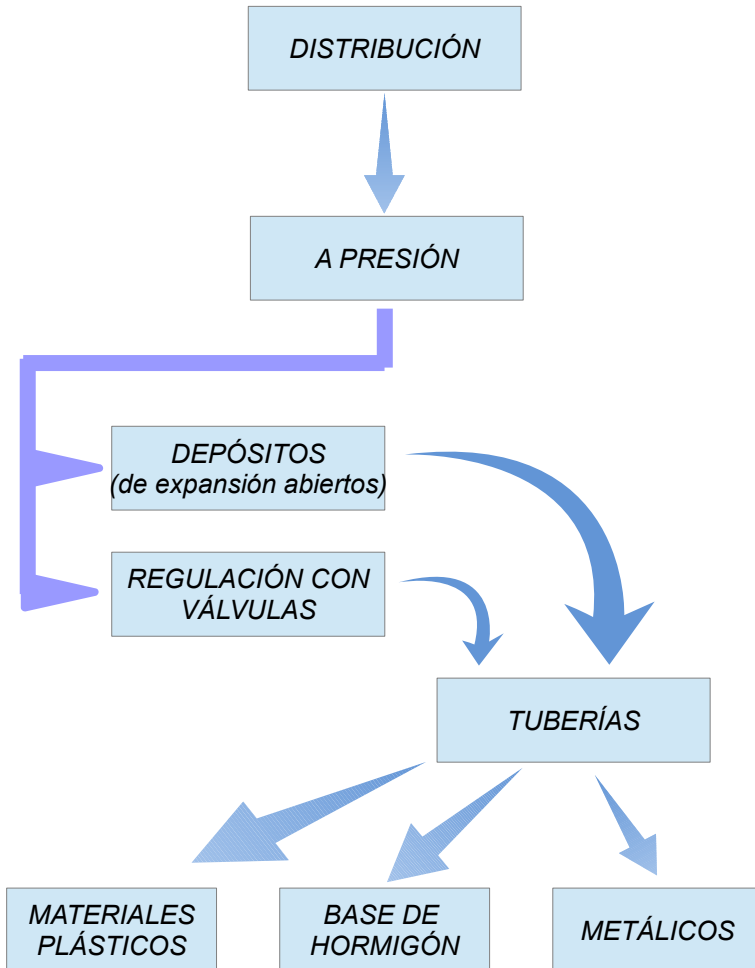 DISTRIBUCIÓN
A PRESIÓN
DEPÓSITOS
(de expansión abiertos)
REGULACIÓN CON
VÁLVULAS
TUBERÍAS
MATERIALES
PLÁSTICOS
BASE DE
HORMIGÓN
METÁLICOS